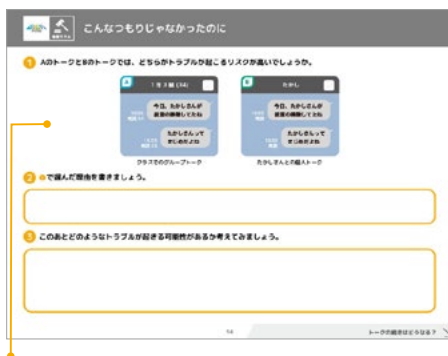 こんなつもりじゃなかったのに
1 AのトークとBのトークでは、どちらがトラブルが起こるリスクが高いでしょうか。
A
1年3組 (34)
今日、たかしさんが
教室の掃除してたね
たかしさんって
まじめだよね
クラスでのグループトーク
B
たかし
今日、たかしさんが
教室の掃除してたね
たかしさんって
まじめだよね
たかしさんとの個人トーク
2 ①で選んだ理由を書きましょう。
3 このあとどのようなトラブルが起きる可能性があるか考えてみましょう。
トークの続きはどうなる？